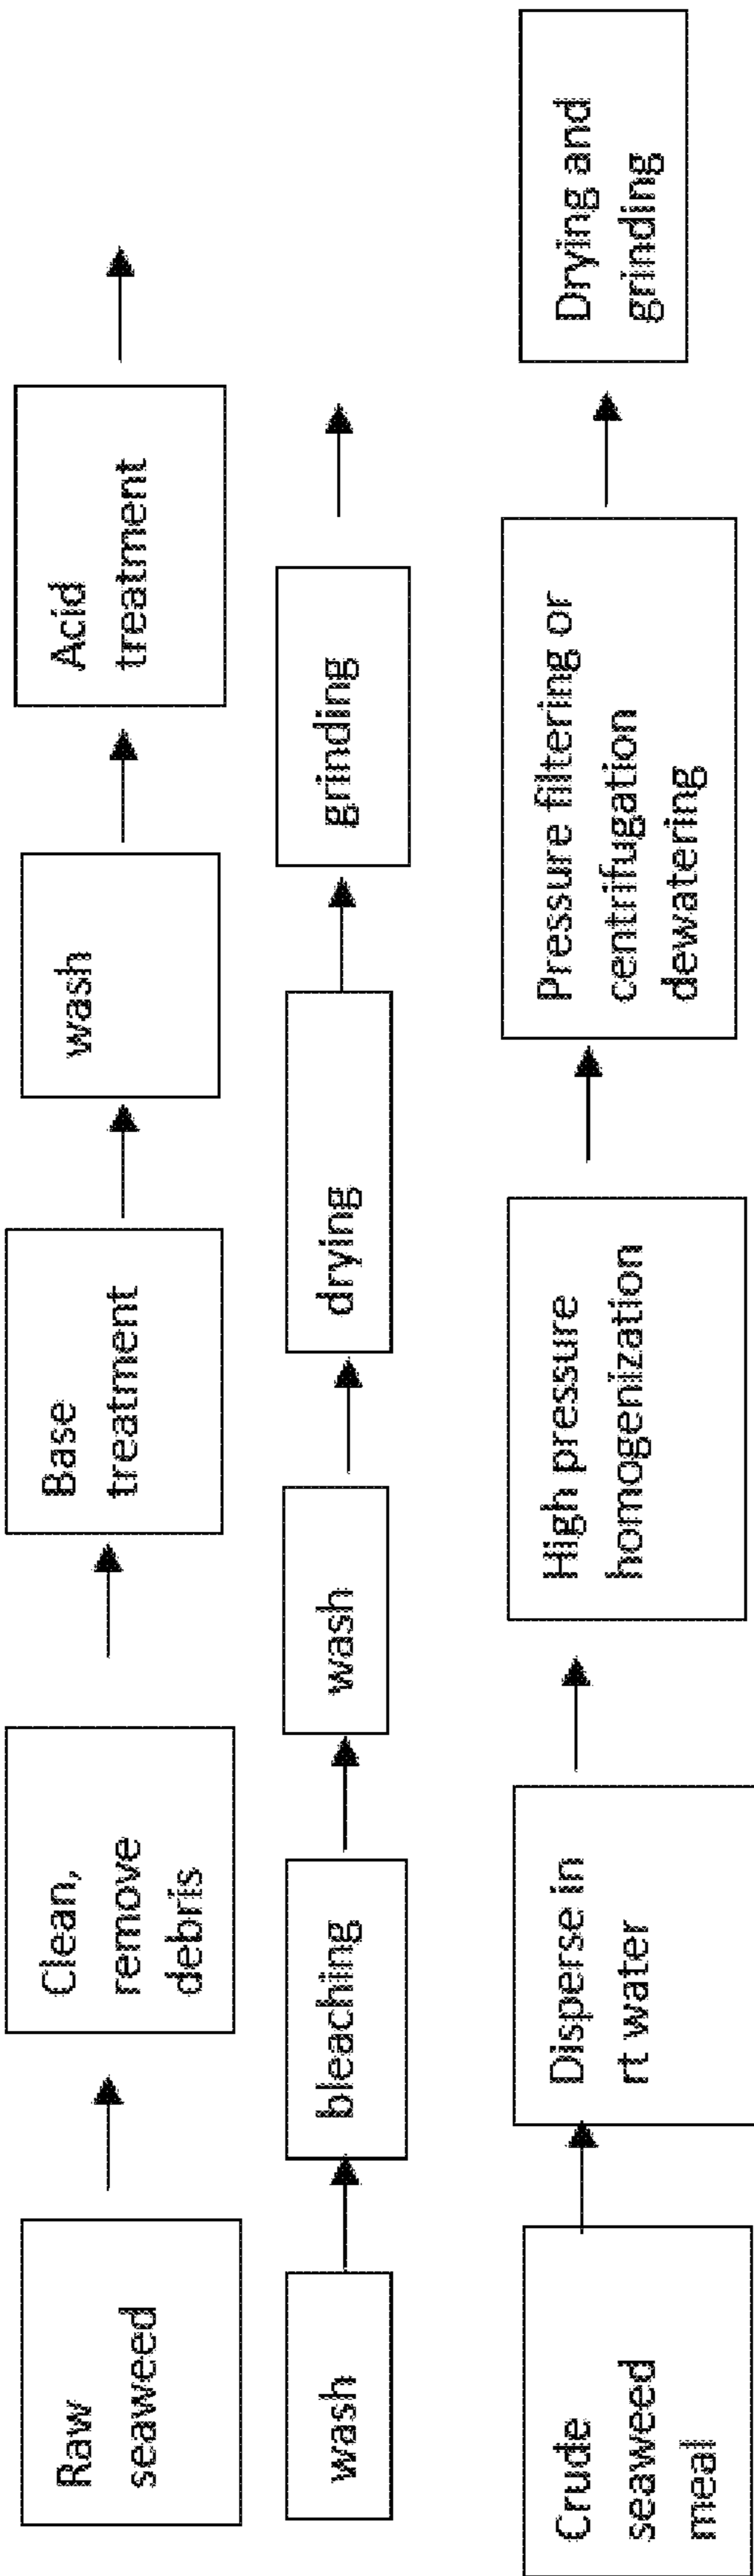 Raw
seaweed
Clean,
remove
debris
Base
treatment
wash
Acid
treatment
wash
bleaching
wash
drying
grinding
Crude
seaweed
meal
Disperse in
rt water
High pressure
homogenization
Pressure filtering or
centrifugation
dewatering
Drying and
grinding